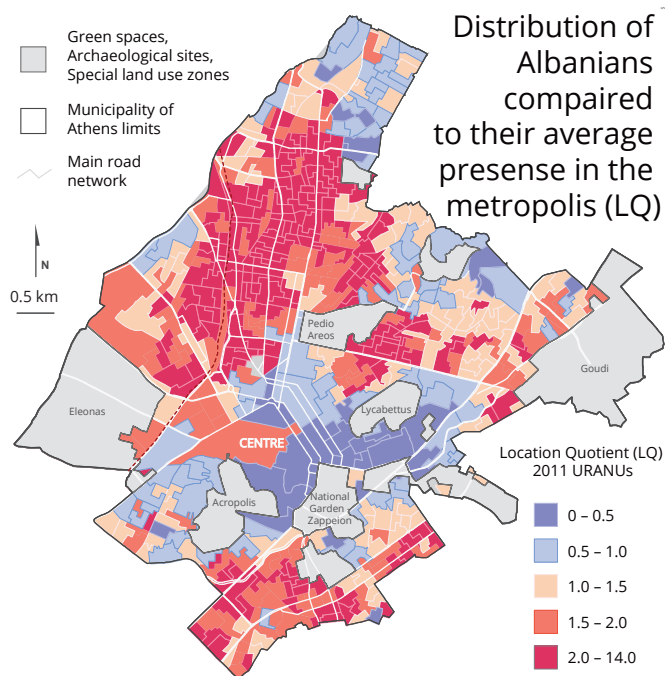 Distribution of
Albanians
compaired
to their average
presense in the
metropolis (LQ)
Green spaces,
Archaeological sites,
Special land use zones
Municipality of
Athens limits
Main road
network
N
0.5 km
Pedio
Areos
Goudi
Eleonas
Lycabettus
CENTRE
Acropolis
National
Garden
Zappeion
Location Quotient (LQ)
2011 URANUs
0 – 0.5
0.5 – 1.0
1.0 – 1.5
1.5 – 2.0
2.0 – 14.0